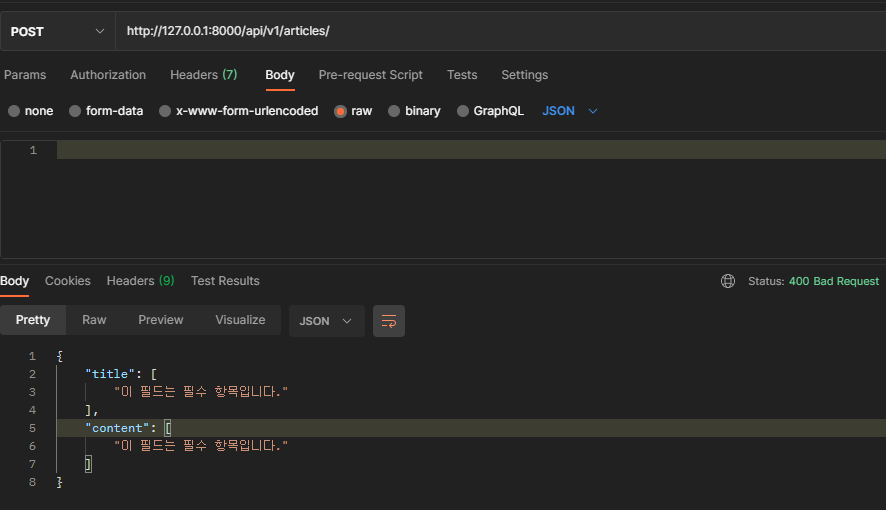 POST http://127.0.0.1:8000/api/v1/articles/
Params Authorization Headers (7) Body Pre-request Script Tests Settings
none form-data x-www-form-urlencoded raw binary GraphQL JSON
1
Body Cookies Headers (9) Test Results Status: 400 Bad Request
Pretty Raw Preview Visualize JSON
1 {
2 "title": [
3 "이 필드는 필수 항목입니다."
4 ],
5 "content": [
6 "이 필드는 필수 항목입니다."
7 ]
8 }